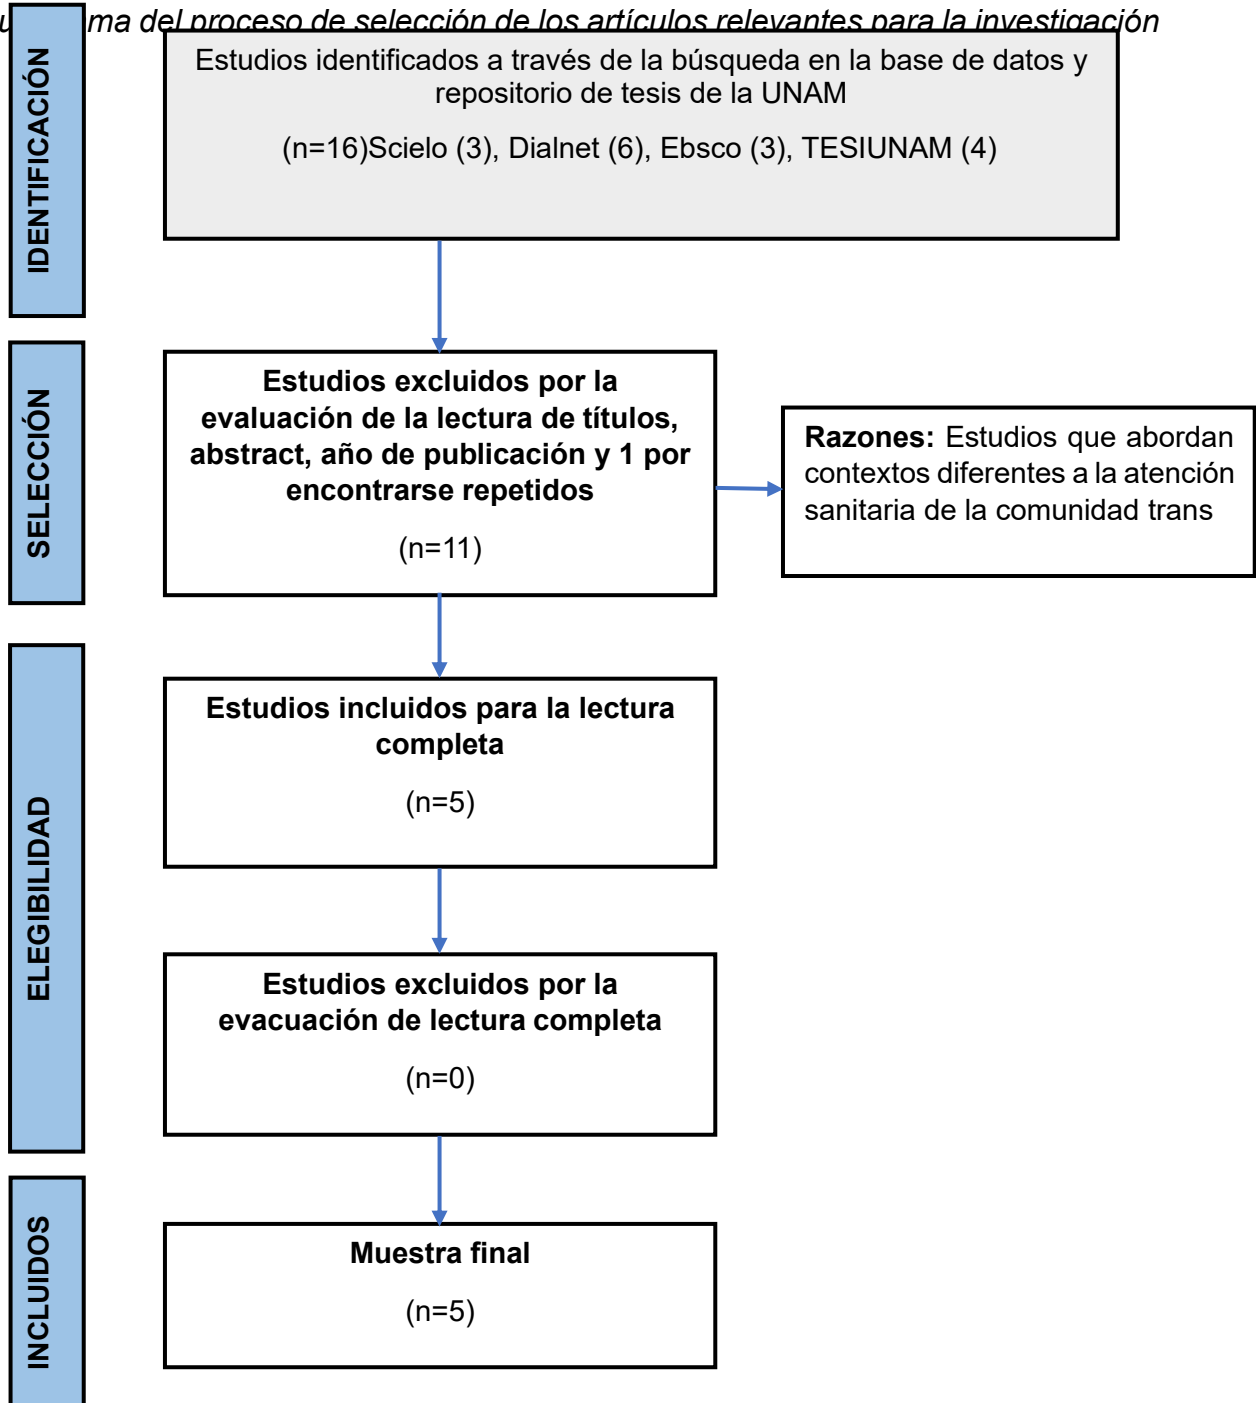 ma del proceso de selección de los artículos relevantes para la investigación
IDENTIFICACIÓN
Estudios identificados a través de la búsqueda en la base de datos y
repositorio de tesis de la UNAM
(n=16)Scielo (3), Dialnet (6), Ebsco (3), TESIUNAM (4)
SELECCIÓN
Estudios excluidos por la
evaluación de la lectura de títulos,
abstract, año de publicación y 1 por
encontrarse repetidos
(n=11)
Razones: Estudios que abordan
contextos diferentes a la atención
sanitaria de la comunidad trans
ELEGIBILIDAD
Estudios incluidos para la lectura
completa
(n=5)
Estudios excluidos por la
evacuación de lectura completa
(n=0)
INCLUIDOS
Muestra final
(n=5)